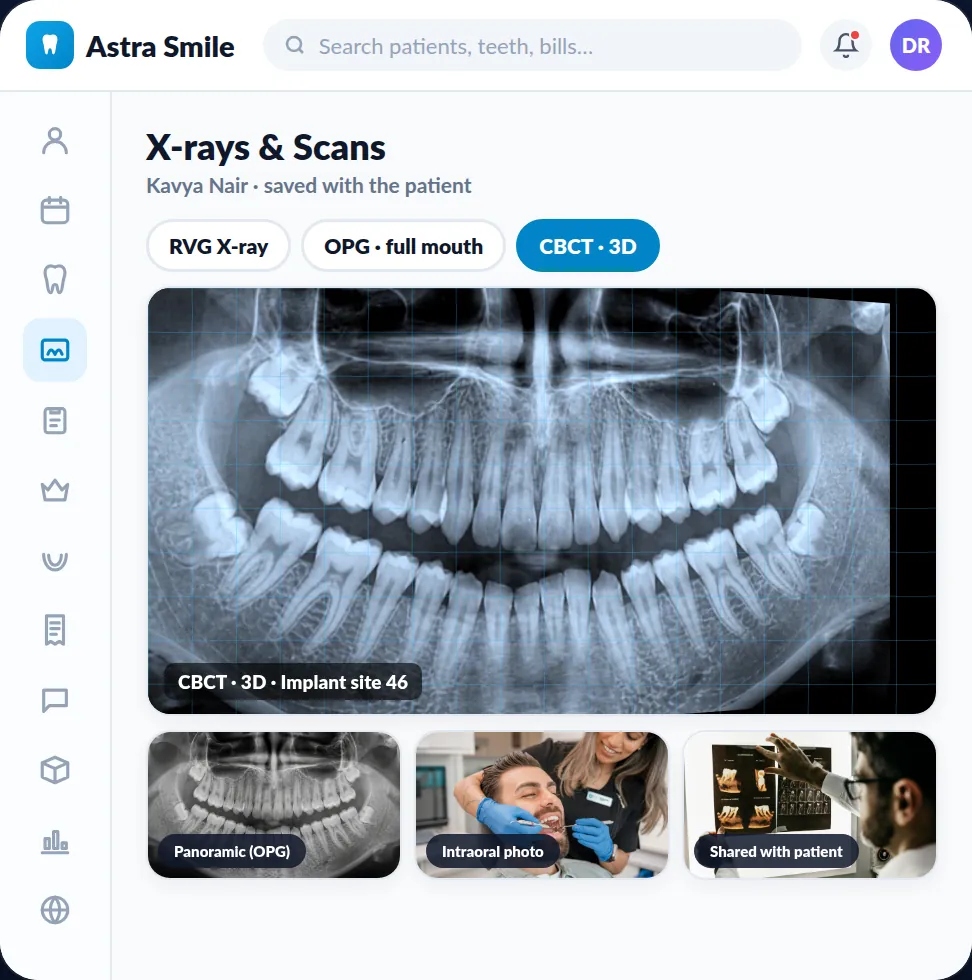 Astra Smile
Search patients, teeth, bills...
DR
X-rays & Scans
Kavya Nair · saved with the patient
RVG X-ray
OPG · full mouth
CBCT · 3D
CBCT · 3D · Implant site 46
Panoramic (OPG)
Intraoral photo
Shared with patient